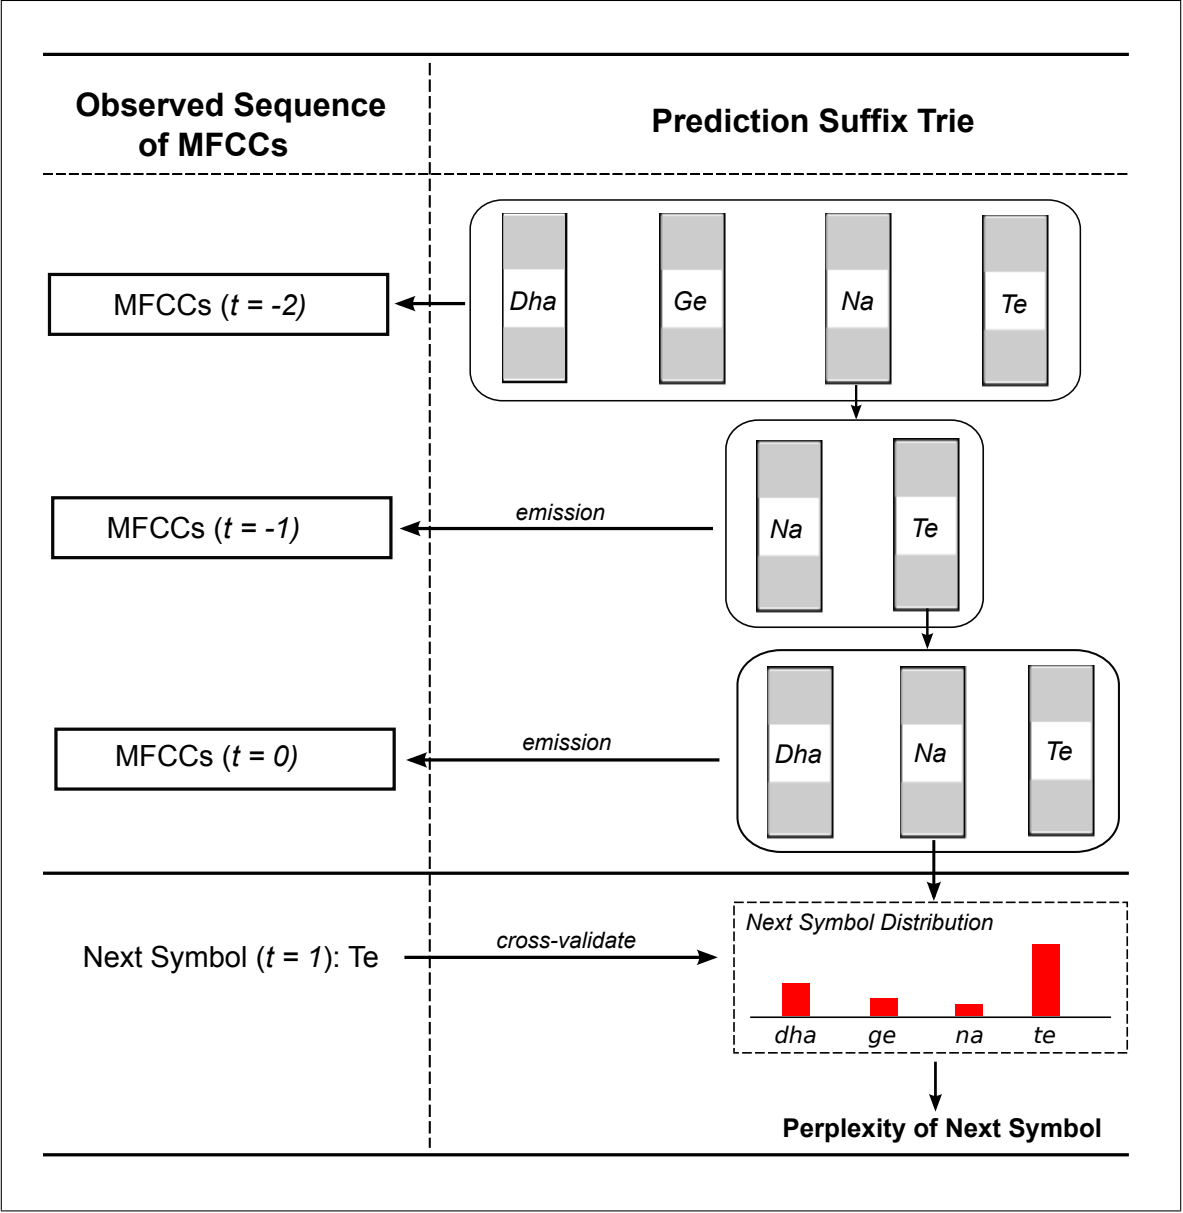 Observed Sequence
of MFCCs
Prediction Suffix Trie
MFCCs (t = -2)
Dha
Ge
Na
Te
MFCCs (t = -1)
emission
Na
Te
MFCCs (t = 0)
emission
Dha
Na
Te
Next Symbol (t = 1): Te
cross-validate
Next Symbol Distribution
dha
ge
na
te
Perplexity of Next Symbol